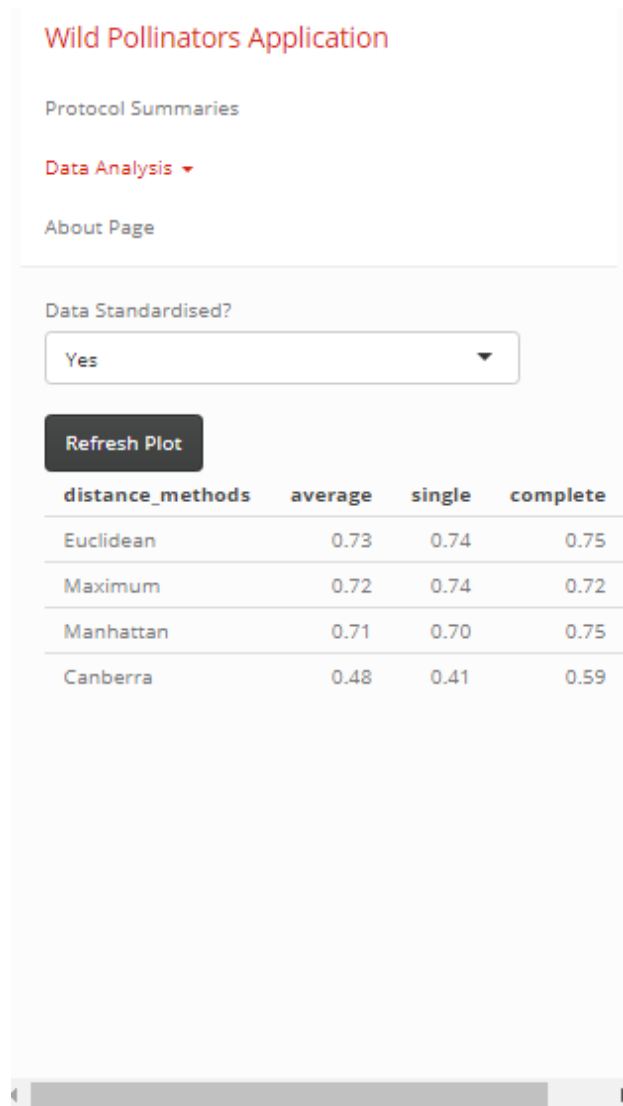 Wild Pollinators Application
Protocol Summaries
Data Analysis
About Page
Data Standardised?
Yes
Refresh Plot
distance_methods average single complete
Euclidean 0.73 0.74 0.75
Maximum 0.72 0.74 0.72
Manhattan 0.71 0.70 0.75
Canberra 0.48 0.41 0.59